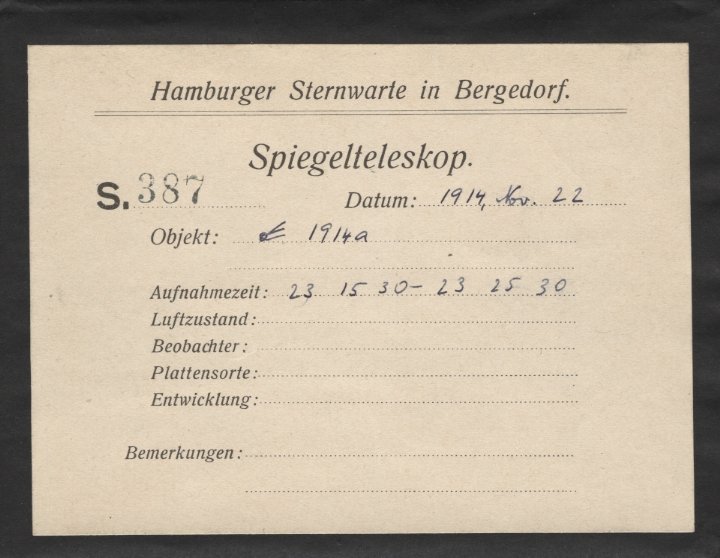 Hamburger Sternwarte in Bergedorf.
Spiegelteleskop.
S. 387
Datum: 1914, Nov. 22
Objekt: 1914a
Aufnahmezeit: 23 15 30 – 23 25 30
Luftzustand:
Beobachter:
Plattensorte:
Entwicklung:
Bemerkungen: